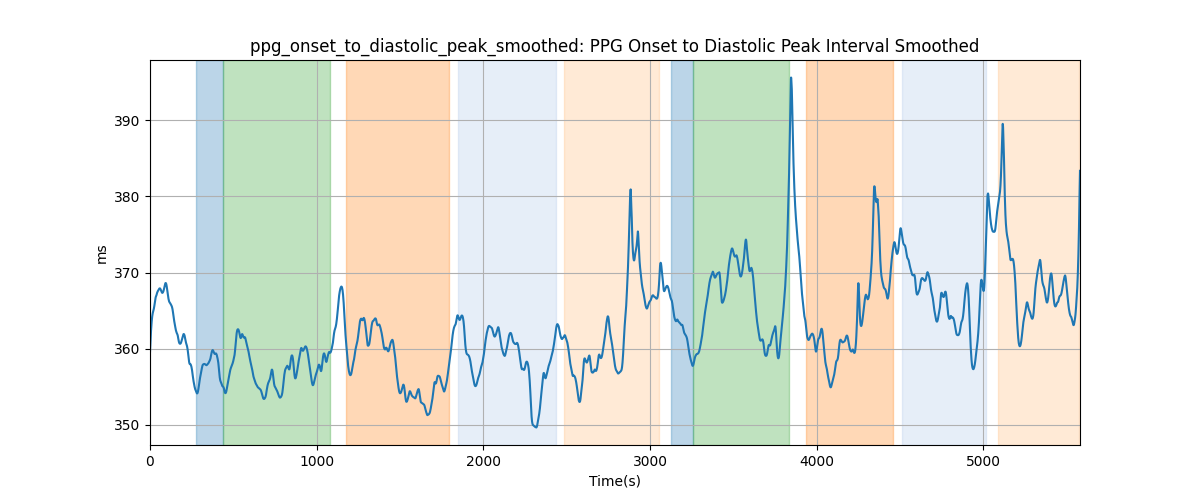 ppg_onset_to_diastolic_peak_smoothed: PPG Onset to Diastolic Peak Interval Smoothed
390
380
370
360
350
ms
0 1000 2000 3000 4000 5000
Time(s)